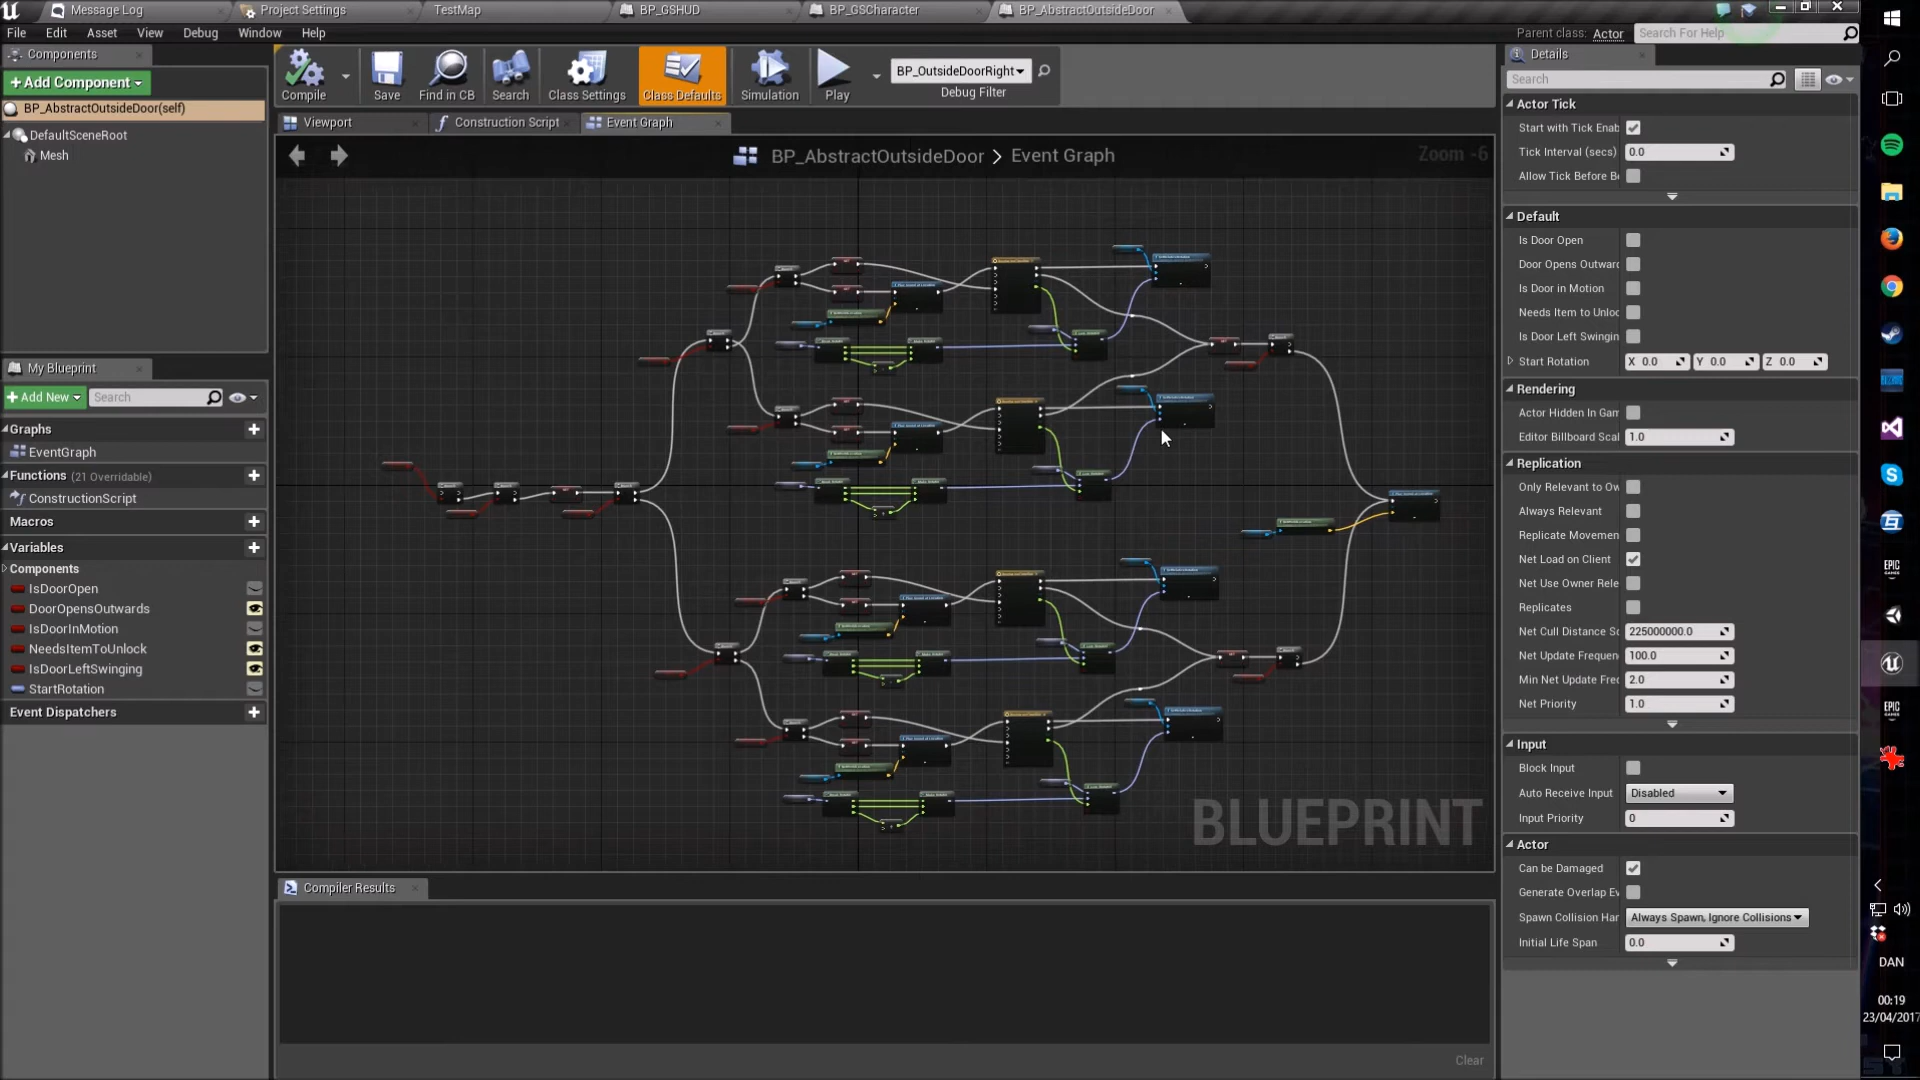 Message Log
Project Settings
TestMap
BP_GSHUD
BP_GSCharacter
BP_AbstractOutsideDoor
File Edit Asset View Debug Window Help
Parent class: Actor
Search For Help
Components
+Add Component
BP_AbstractOutsideDoor(self)
DefaultSceneRoot
Mesh
Compile
Save
Find in CB
Search
Class Settings
Class Defaults
Simulation
Play
BP_OutsideDoorRight
Debug Filter
Viewport
Construction Script
Event Graph
BP_AbstractOutsideDoor > Event Graph
Zoom -6
BLUEPRINT
My Blueprint
+Add New
Search
Graphs
EventGraph
Functions (21 Overridable)
ConstructionScript
Macros
Variables
Components
IsDoorOpen
DoorOpensOutwards
IsDoorInMotion
NeedsItemToUnlock
IsDoorLeftSwinging
StartRotation
Event Dispatchers
Compiler Results
Clear
Details
Search
Actor Tick
Start with Tick Enab
Tick Interval (secs) 0.0
Allow Tick Before Be
Default
Is Door Open
Door Opens Outward
Is Door in Motion
Needs Item to Unloc
Is Door Left Swingin
Start Rotation X 0.0 Y 0.0 Z 0.0
Rendering
Actor Hidden In Gam
Editor Billboard Scal 1.0
Replication
Only Relevant to Ow
Always Relevant
Replicate Movemen
Net Load on Client
Net Use Owner Rele
Replicates
Net Cull Distance Sq 225000000.0
Net Update Frequen 100.0
Min Net Update Fred 2.0
Net Priority 1.0
Input
Block Input
Auto Receive Input Disabled
Input Priority 0
Actor
Can be Damaged
Generate Overlap Ev
Spawn Collision Har Always Spawn, Ignore Collisions
Initial Life Span 0.0
EPIC GAMES
EPIC GAMES
DAN
00:19
23/04/2017